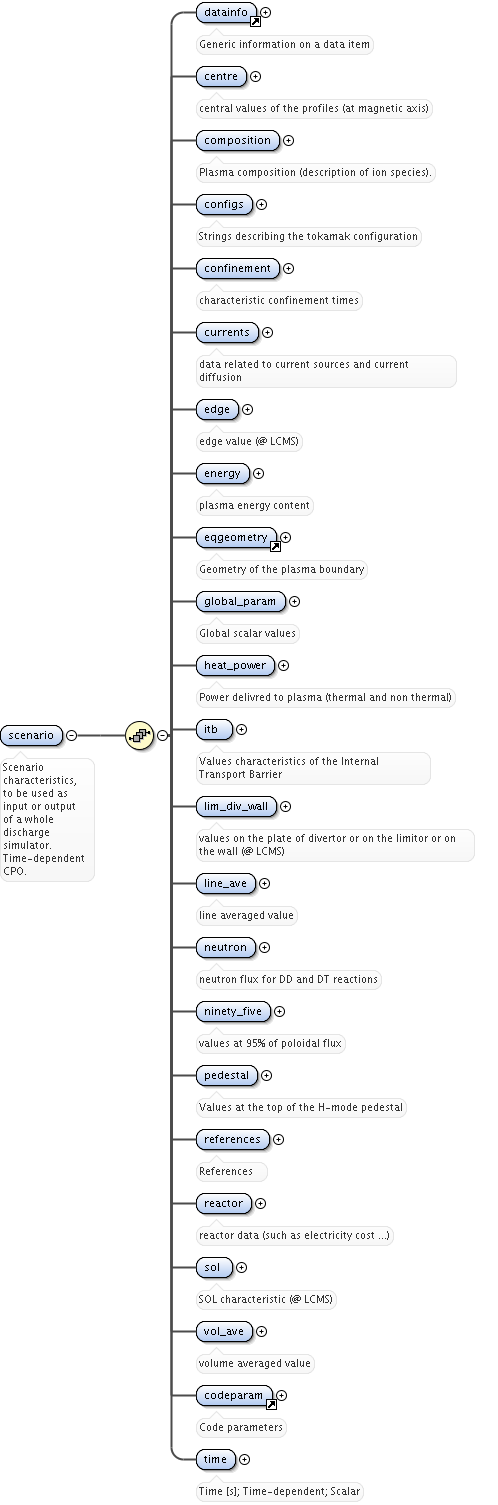 datainfo
Generic information on a data item
centre
central values of the profiles (at magnetic axis)
composition
Plasma composition (description of ion species).
configs
Strings describing the tokamak configuration
confinement
characteristic confinement times
currents
data related to current sources and current
diffusion
edge
edge value (@ LCMS)
energy
plasma energy content
eqgeometry
Geometry of the plasma boundary
global_param
Global scalar values
heat_power
Power delivred to plasma (thermal and non thermal)
scenario
Scenario
characteristics,
to be used as
input or output
of a whole
discharge
simulator.
Time-dependent
CPO.
itb
Values characteristics of the Internal
Transport Barrier
lim_div_wall
values on the plate of divertor or on the limitor or on
the wall (@ LCMS)
line_ave
line averaged value
neutron
neutron flux for DD and DT reactions
ninety_five
values at 95% of poloidal flux
pedestal
Values at the top of the H-mode pedestal
references
References
reactor
reactor data (such as electricity cost ...)
sol
SOL characteristic (@ LCMS)
vol_ave
volume averaged value
codeparam
Code parameters
time
Time [s]; Time-dependent; Scalar